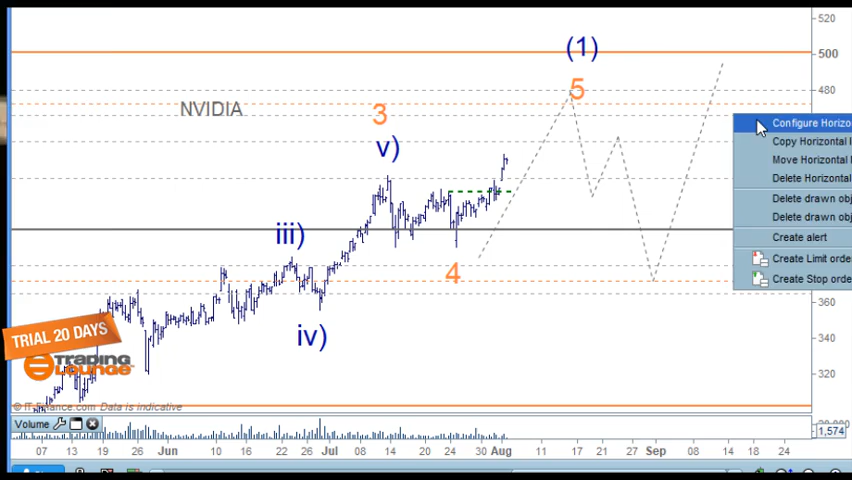 520
(1)
500
5
480
NVIDIA
3
Configure Horizo
v)
Copy Horizontal l
Move Horizontal
Delete Horizontal
Delete drawn obj
Delete drawn obj
iii)
Create alert
4
Create Limit orde
Create Stop orde
360
iv)
340
TRIAL 20 DAYS
TRaDInG
LOUnGe
320
© IT-Finance.com Data is indicative
Volume
1,574
07 13 19 26 Jun 10 14 20 26 Jul 08 14 20 24 30 Aug 11 17 21 29 Sep 08 14 18 24